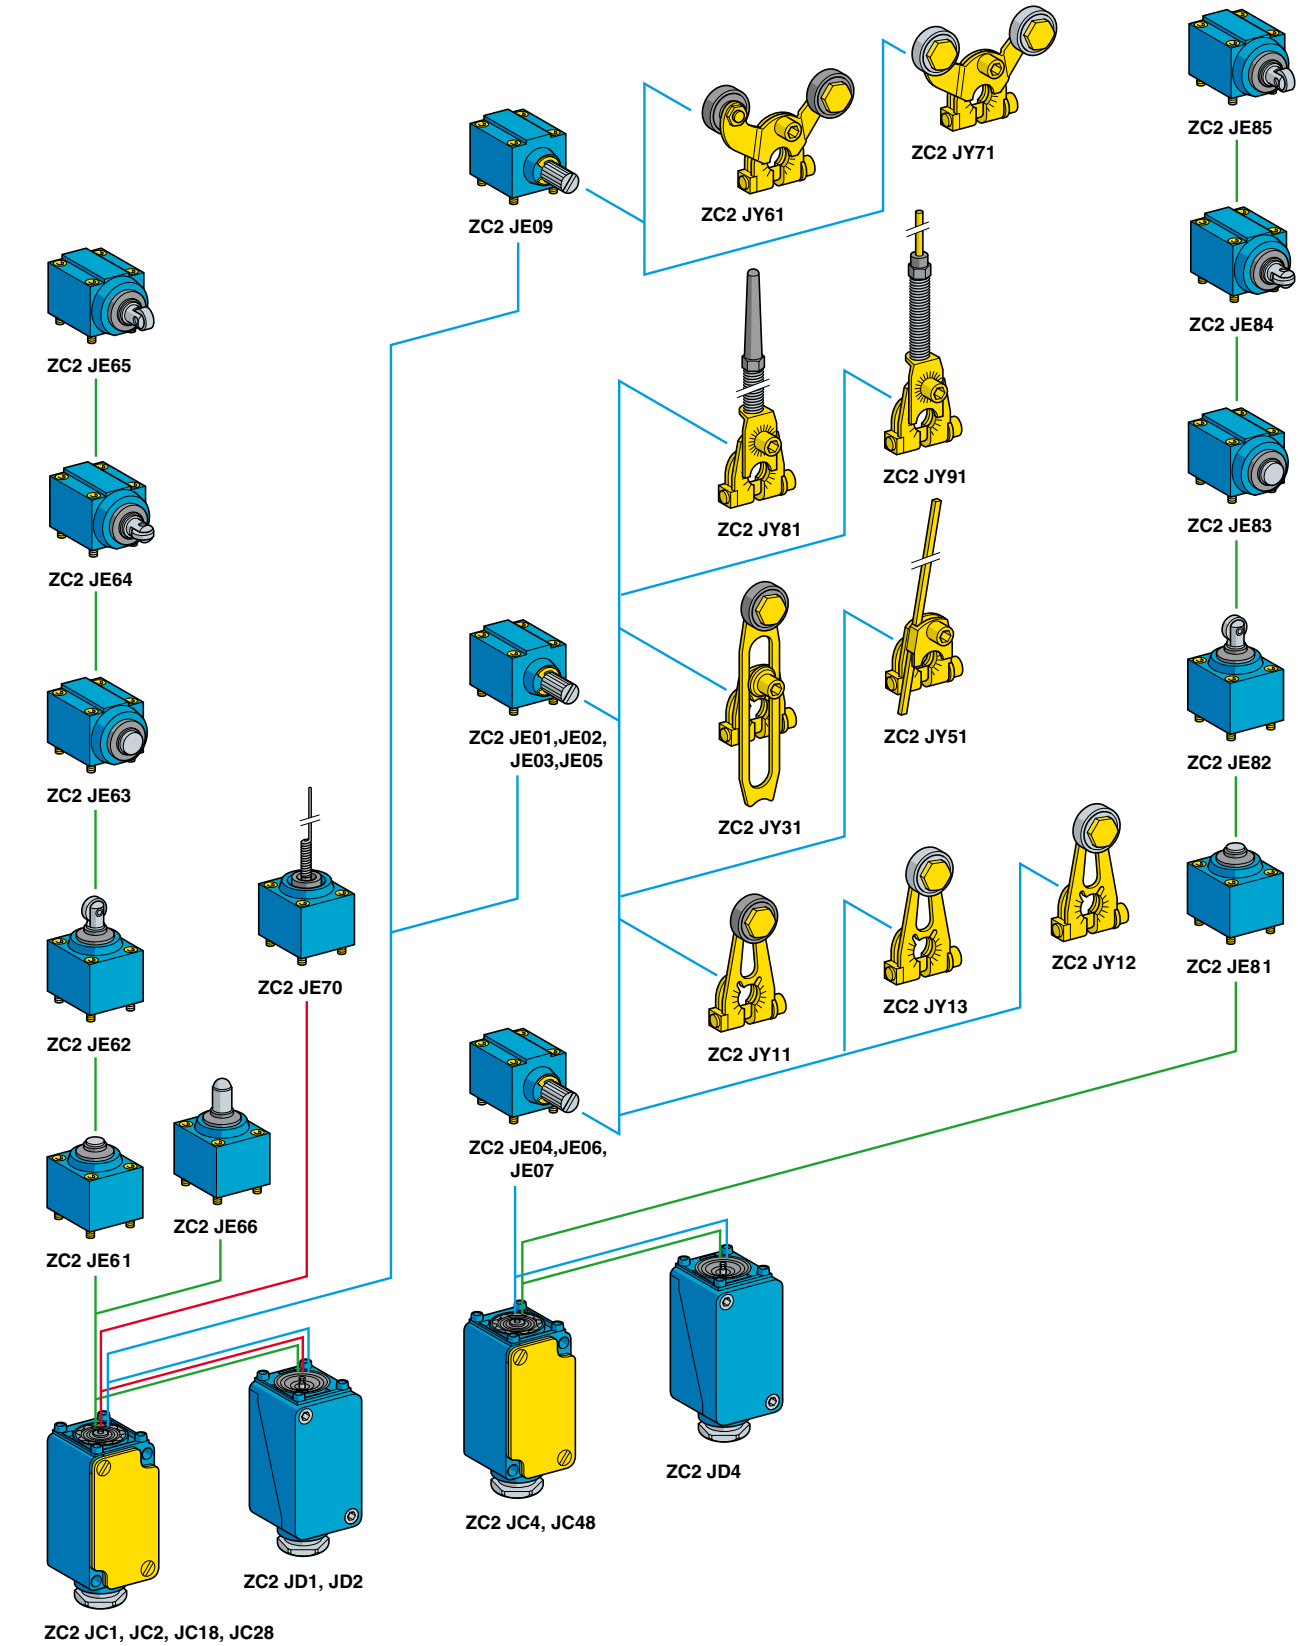 ZC2 JE85
ZC2 JY71
ZC2 JY61
ZC2 JE09
ZC2 JE84
ZC2 JE65
ZC2 JY91
ZC2 JE83
ZC2 JY81
ZC2 JE64
ZC2 JE01,JE02,
JE03,JE05
ZC2 JY51
ZC2 JE82
ZC2 JE63
ZC2 JY31
ZC2 JY12
ZC2 JE81
ZC2 JE70
ZC2 JY13
ZC2 JE62
ZC2 JY11
ZC2 JE04,JE06,
JE07
ZC2 JE66
ZC2 JE61
ZC2 JD4
ZC2 JC4, JC48
ZC2 JD1, JD2
ZC2 JC1, JC2, JC18, JC28